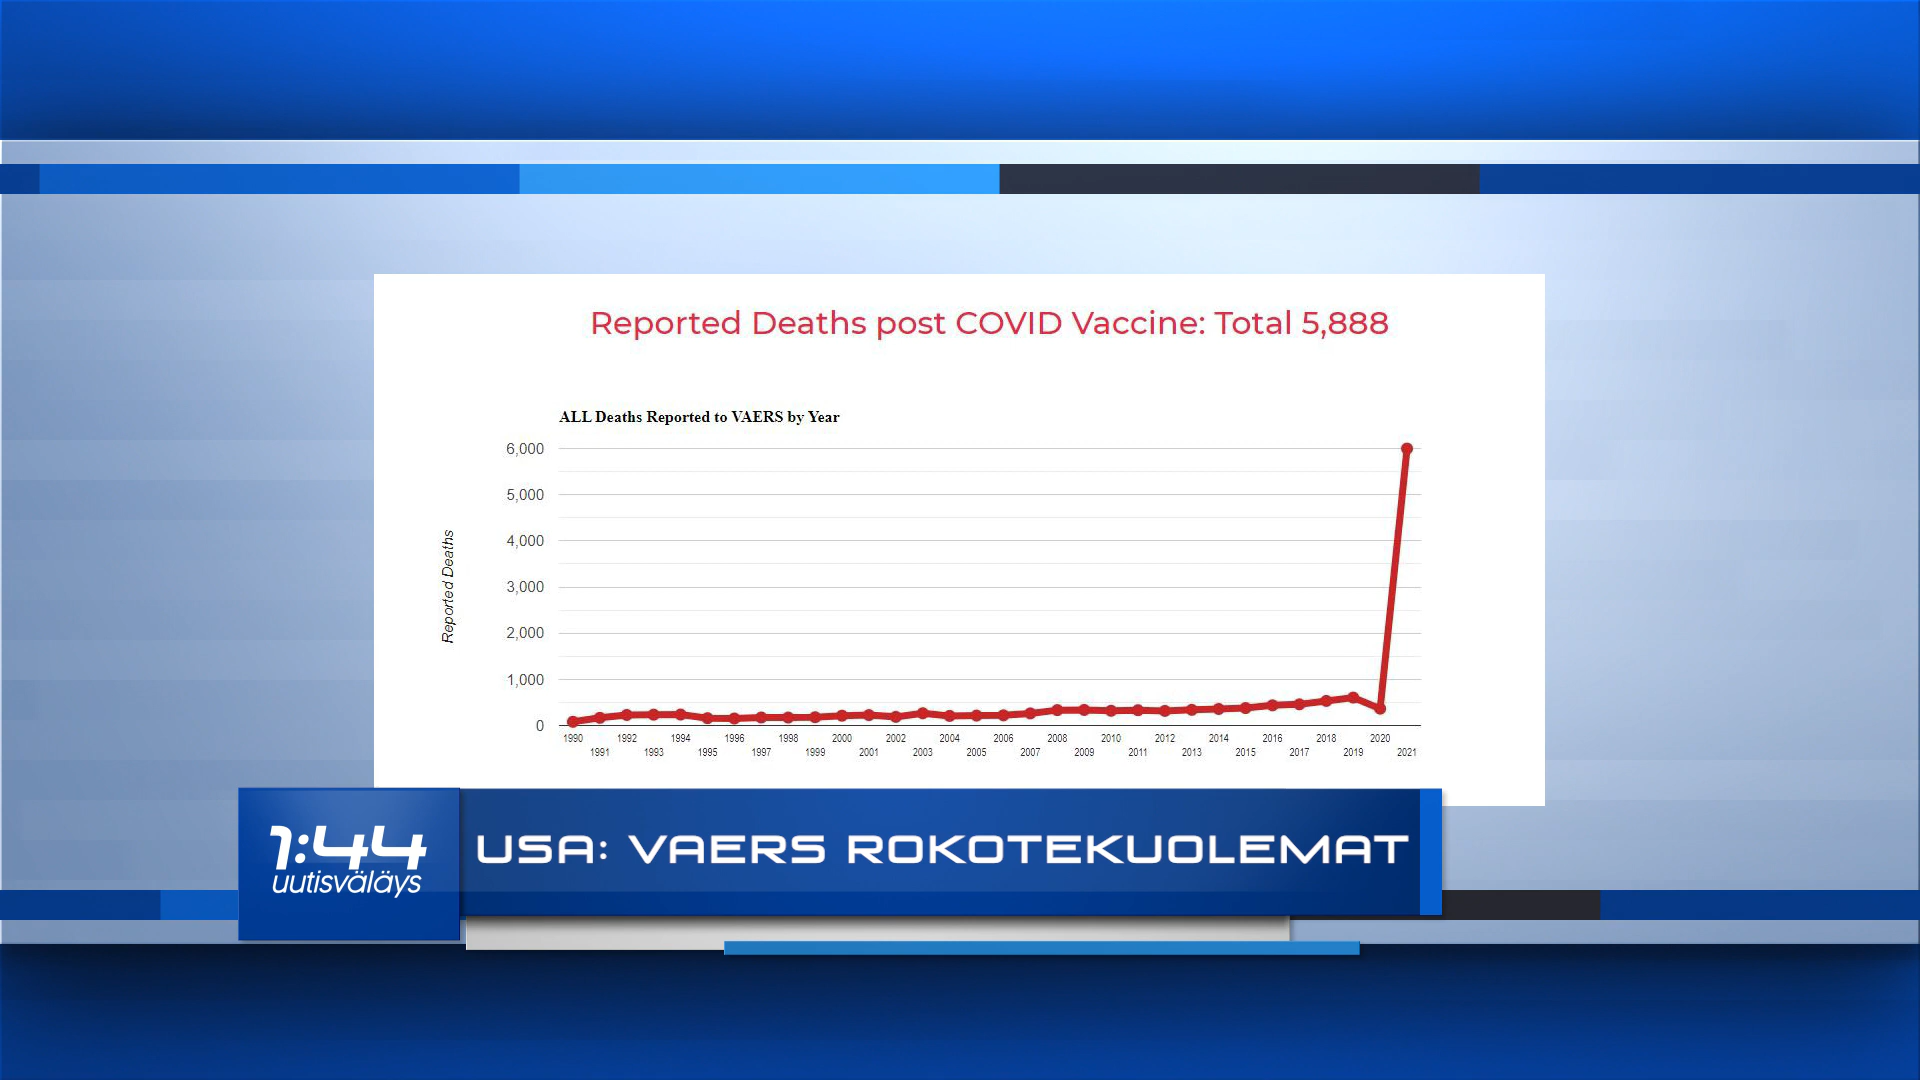 Reported Deaths post COVID Vaccine: Total 5,888
ALL Deaths Reported to VAERS by Year
Reported Deaths
6,000
5,000
4,000
3,000
2,000
1,000
0
1990 1992 1994 1996 1998 2000 2002 2004 2006 2008 2010 2012 2014 2016 2018 2020
1991 1993 1995 1997 1999 2001 2003 2005 2007 2009 2011 2013 2015 2017 2019 2021
1:44
uutisväläys
USA: VAERS ROKOTEKUOLEMAT